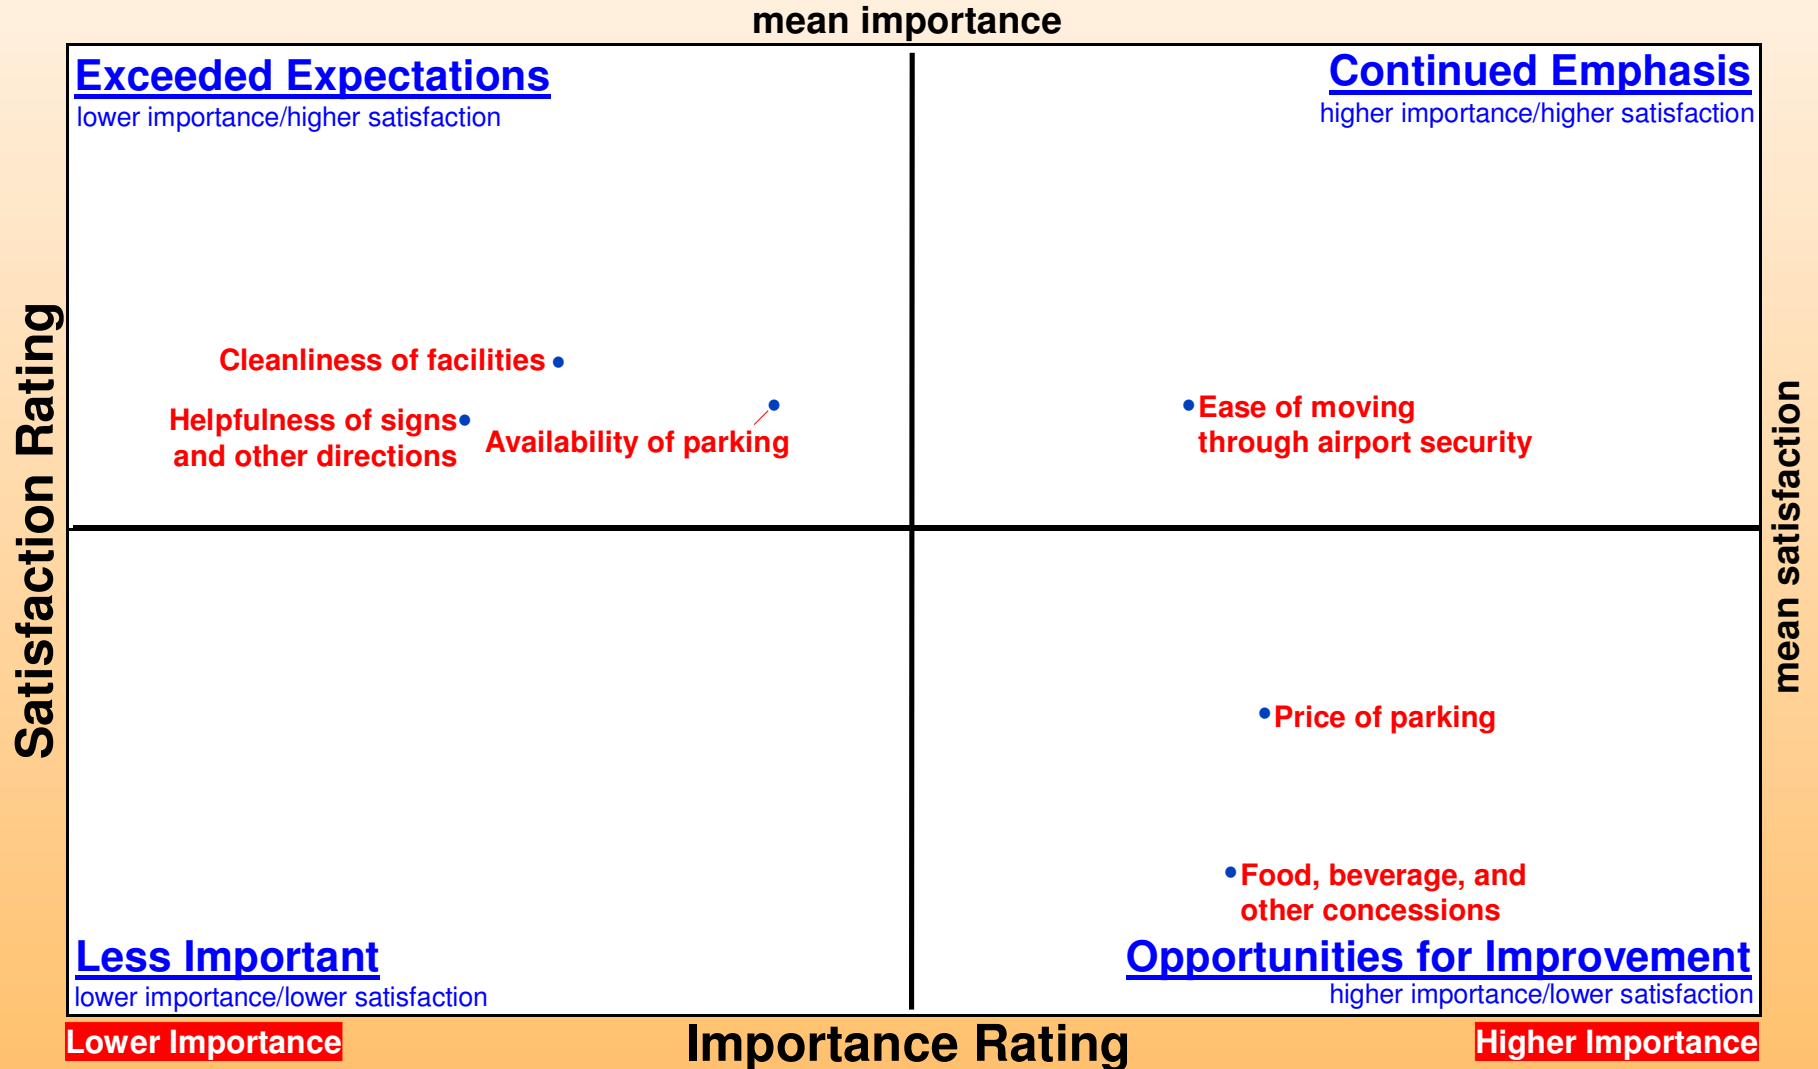 mean importance
Exceeded Expectations
lower importance/higher satisfaction
Continued Emphasis
higher importance/higher satisfaction
Satisfaction Rating
mean satisfaction
Cleanliness of facilities
Helpfulness of signs
and other directions
Availability of parking
Ease of moving
through airport security
Price of parking
Food, beverage, and
other concessions
Less Important
lower importance/lower satisfaction
Opportunities for Improvement
higher importance/lower satisfaction
Lower Importance
Importance Rating
Higher Importance